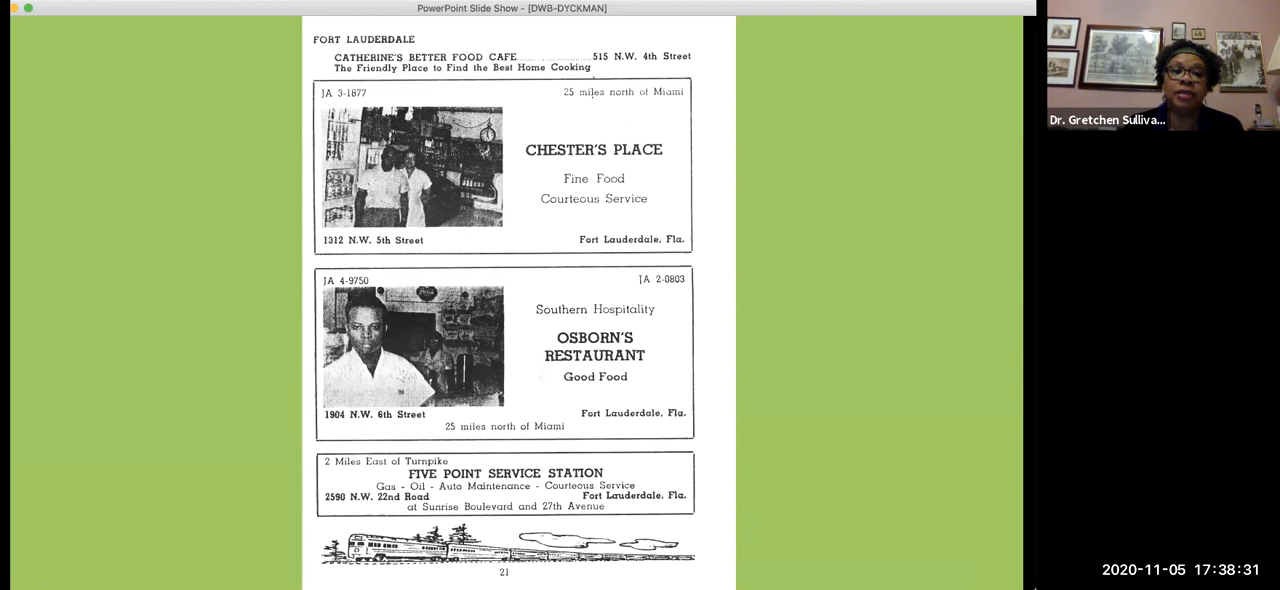 PowerPoint Slide Show - [DWB-DYCKMAN]
FORT LAUDERDALE
CATHERINE'S BETTER FOOD CAFE.....................515 N.W. 4th Street
The Friendly Place to Find the Best Home Cooking
JA 3-1877 25 miles north of Miami
CHESTER'S PLACE
Fine Food
Courteous Service
1312 N.W. 5th Street Fort Lauderdale, Fla.
JA 4-9750 JA 2-0803
Southern Hospitality
OSBORN'S
RESTAURANT
Good Food
1904 N.W. 6th Street Fort Lauderdale, Fla.
25 miles north of Miami
2 Miles East of Turnpike
FIVE POINT SERVICE STATION
Gas - Oil - Auto Maintenance - Courteous Service
2590 N.W. 22nd Road Fort Lauderdale, Fla.
at Sunrise Boulevard and 27th Avenue
21
Dr. Gretchen Sulliva...
2020-11-05 17:38:31